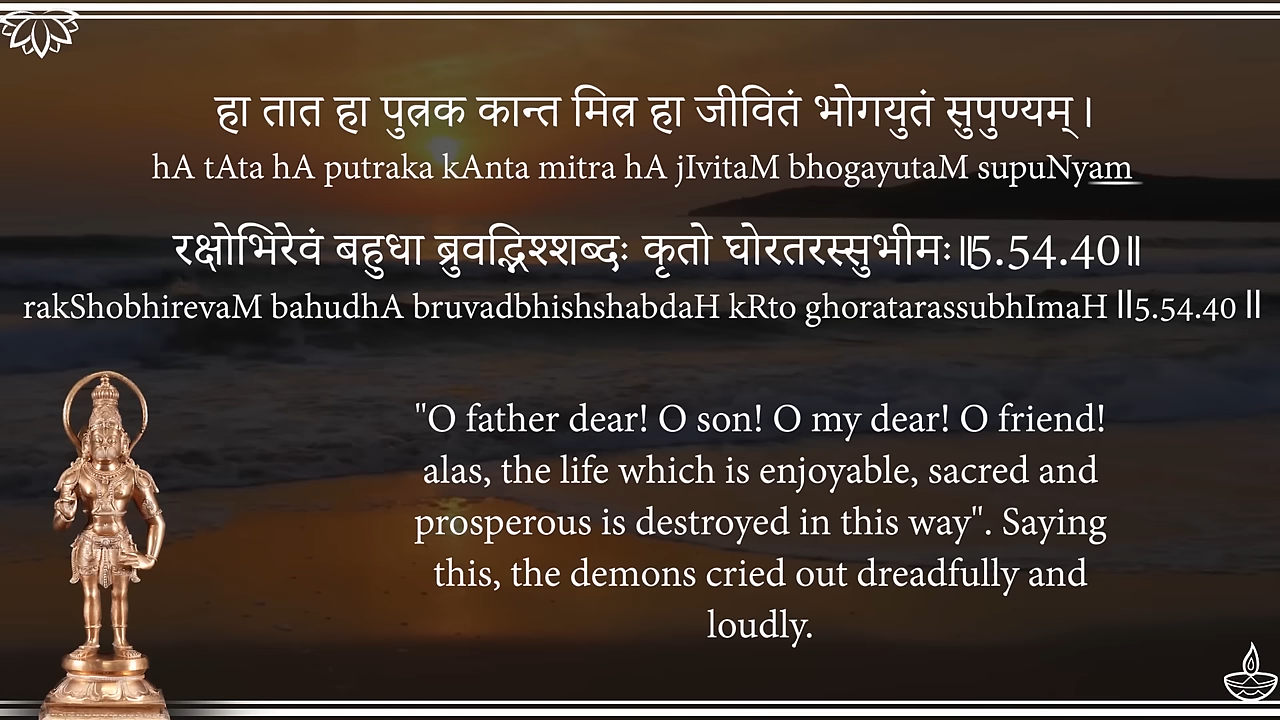 हा तात हा पुत्रक कान्त मित्र हा जीवितं भोगयुतं सुपुण्यम् ।
hA tAta hA putraka kAnta mitra hA jIvitaM bhogayutaM supuNyam
रक्षोभिरेवं बहुधा ब्रुवद्भिश्शब्दः कृतो घोरतरस्सुभीमः॥5.54.40॥
rakShobhirevaM bahudhA bruvadbhishshabdaH kRto ghoratarassubhImaH ॥5.54.40 ॥
"O father dear! O son! O my dear! O friend!
alas, the life which is enjoyable, sacred and
prosperous is destroyed in this way". Saying
this, the demons cried out dreadfully and
loudly.